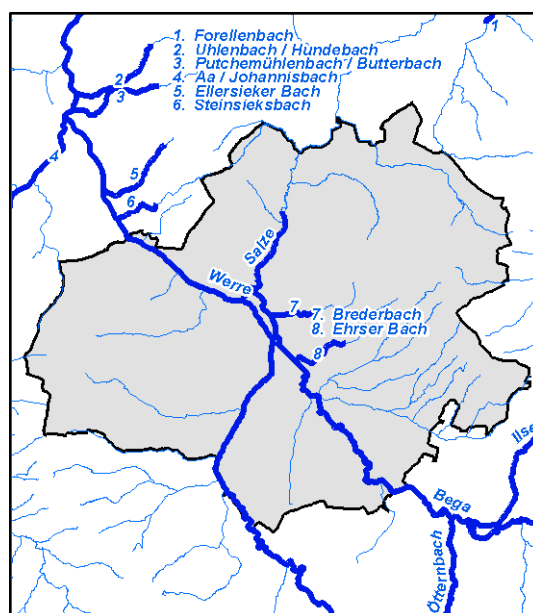 1. Forellenbach
2. Uhlenbach / Hündebach
3. Putchemühlenbach / Butterbach
4. Aa / Johannisbach
5. Ellersieker Bach
6. Steinsieksbach
1
2
3
4
5
6
Salze
Werre
7
7. Brederbach
8. Ehrser Bach
8
Ilse
Bega
Ötternbach